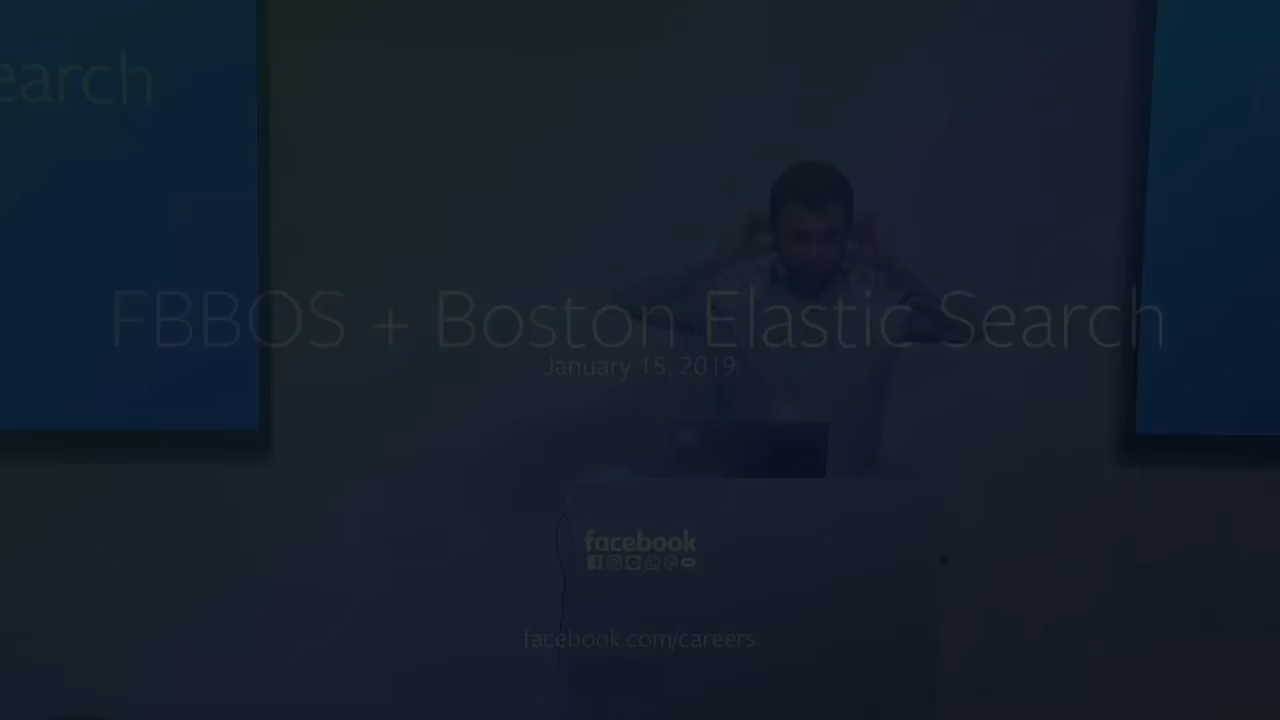 earch
FBBOS + Boston Elastic Search
January 15, 2019
facebook
facebook.com/careers